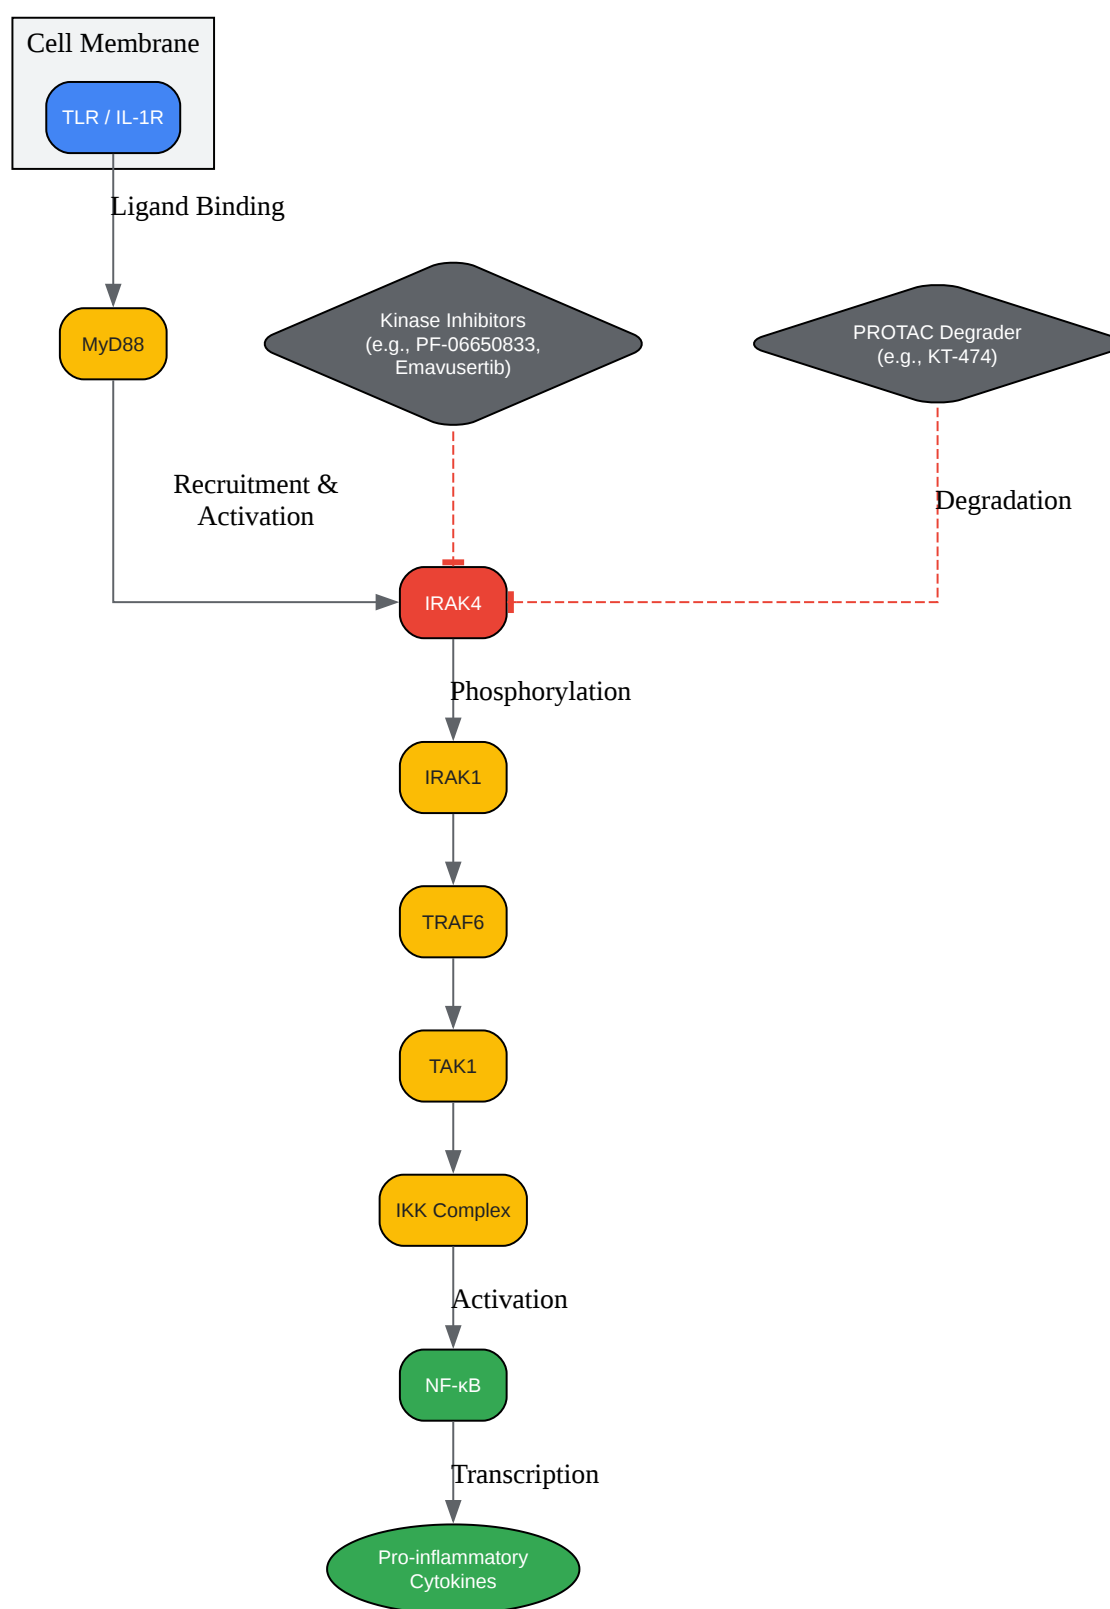 Cell Membrane
TLR / IL-1R
Ligand Binding
MyD88
Kinase Inhibitors
(e.g., PF-06650833,
Emavusertib)
PROTAC Degrader
(e.g., KT-474)
Recruitment &
Activation
Degradation
IRAK4
Phosphorylation
IRAK1
TRAF6
TAK1
IKK Complex
Activation
NF-κB
Transcription
Pro-inflammatory
Cytokines